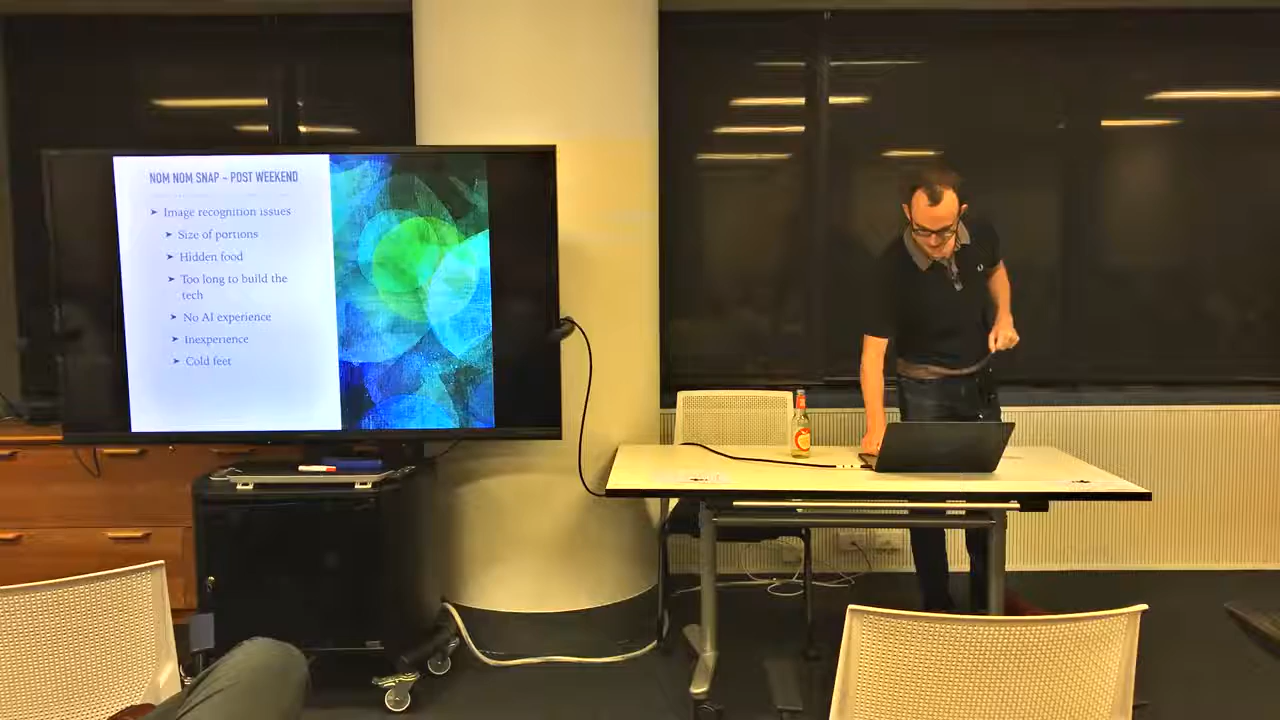 NOM NOM SNAP – POST WEEKEND
➤ Image recognition issues
➤ Size of portions
➤ Hidden food
➤ Too long to build the
tech
➤ No AI experience
➤ Inexperience
➤ Cold feet